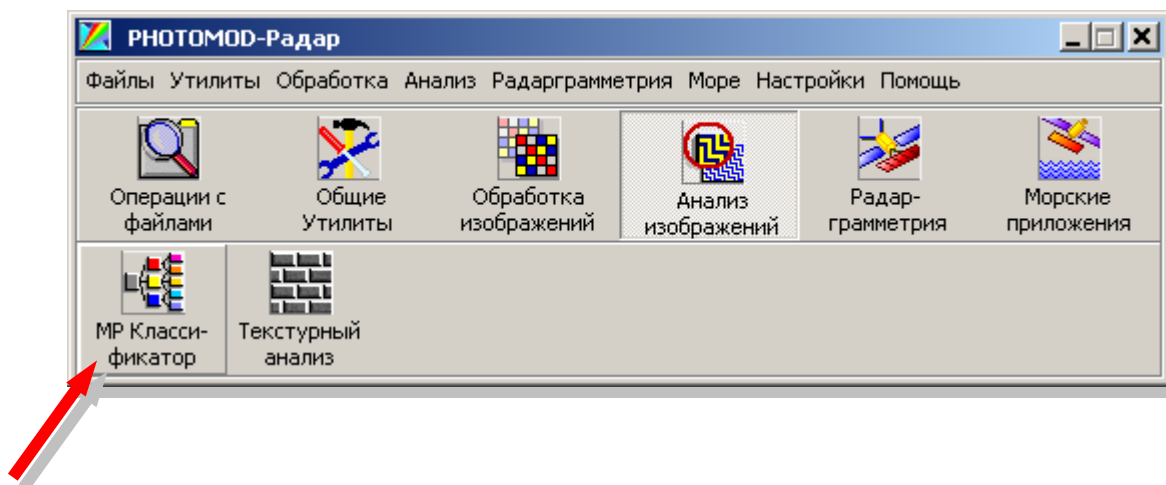 PHOTOMOD-Радар
Файлы Утилиты Обработка Анализ Радарграмметрия Море Настройки Помощь
Операции с
файлами
Общие
Утилиты
Обработка
изображений
Анализ
изображений
Радар-
грамметрия
Морские
приложения
МР Класси-
фикатор
Текстурный
анализ